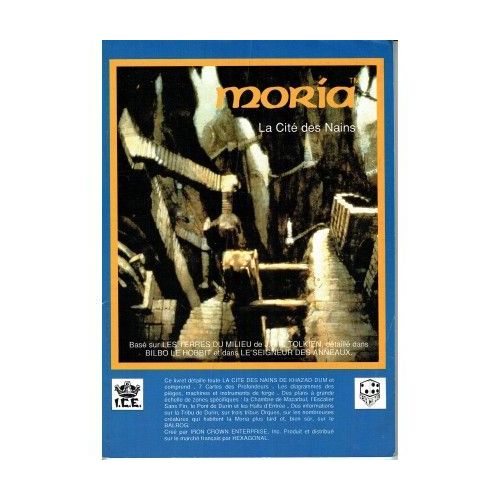 moRía™
La Cité des Nains
Basé sur LES TERRES DU MILIEU de J.R.R. TOLKIEN, détaillé dans
BILBO LE HOBBIT et dans LE SEIGNEUR DES ANNEAUX.
Ce livret détaille toute LA CITE DES NAINS DE KHAZAD-DUM et
comprend . 7 Cartes des Profondeurs . Les diagrammes des
pièges, machines et instruments de forge . Des plans à grande
échelle de zones spécifiques : la Chambre de Mazarbul, l'Escalier
Sans Fin, le Pont de Durin et les Halls d'Entrée . Des informations
sur la Tribu de Durin, sur trois tribus Orques, sur les nombreuses
créatures qui habitent la Moria plus tard et, bien sûr, sur le
BALROG.
Créé par IRON CROWN ENTERPRISE, Inc. Produit et distribué
sur le marché français par HEXAGONAL.
I.C.E.